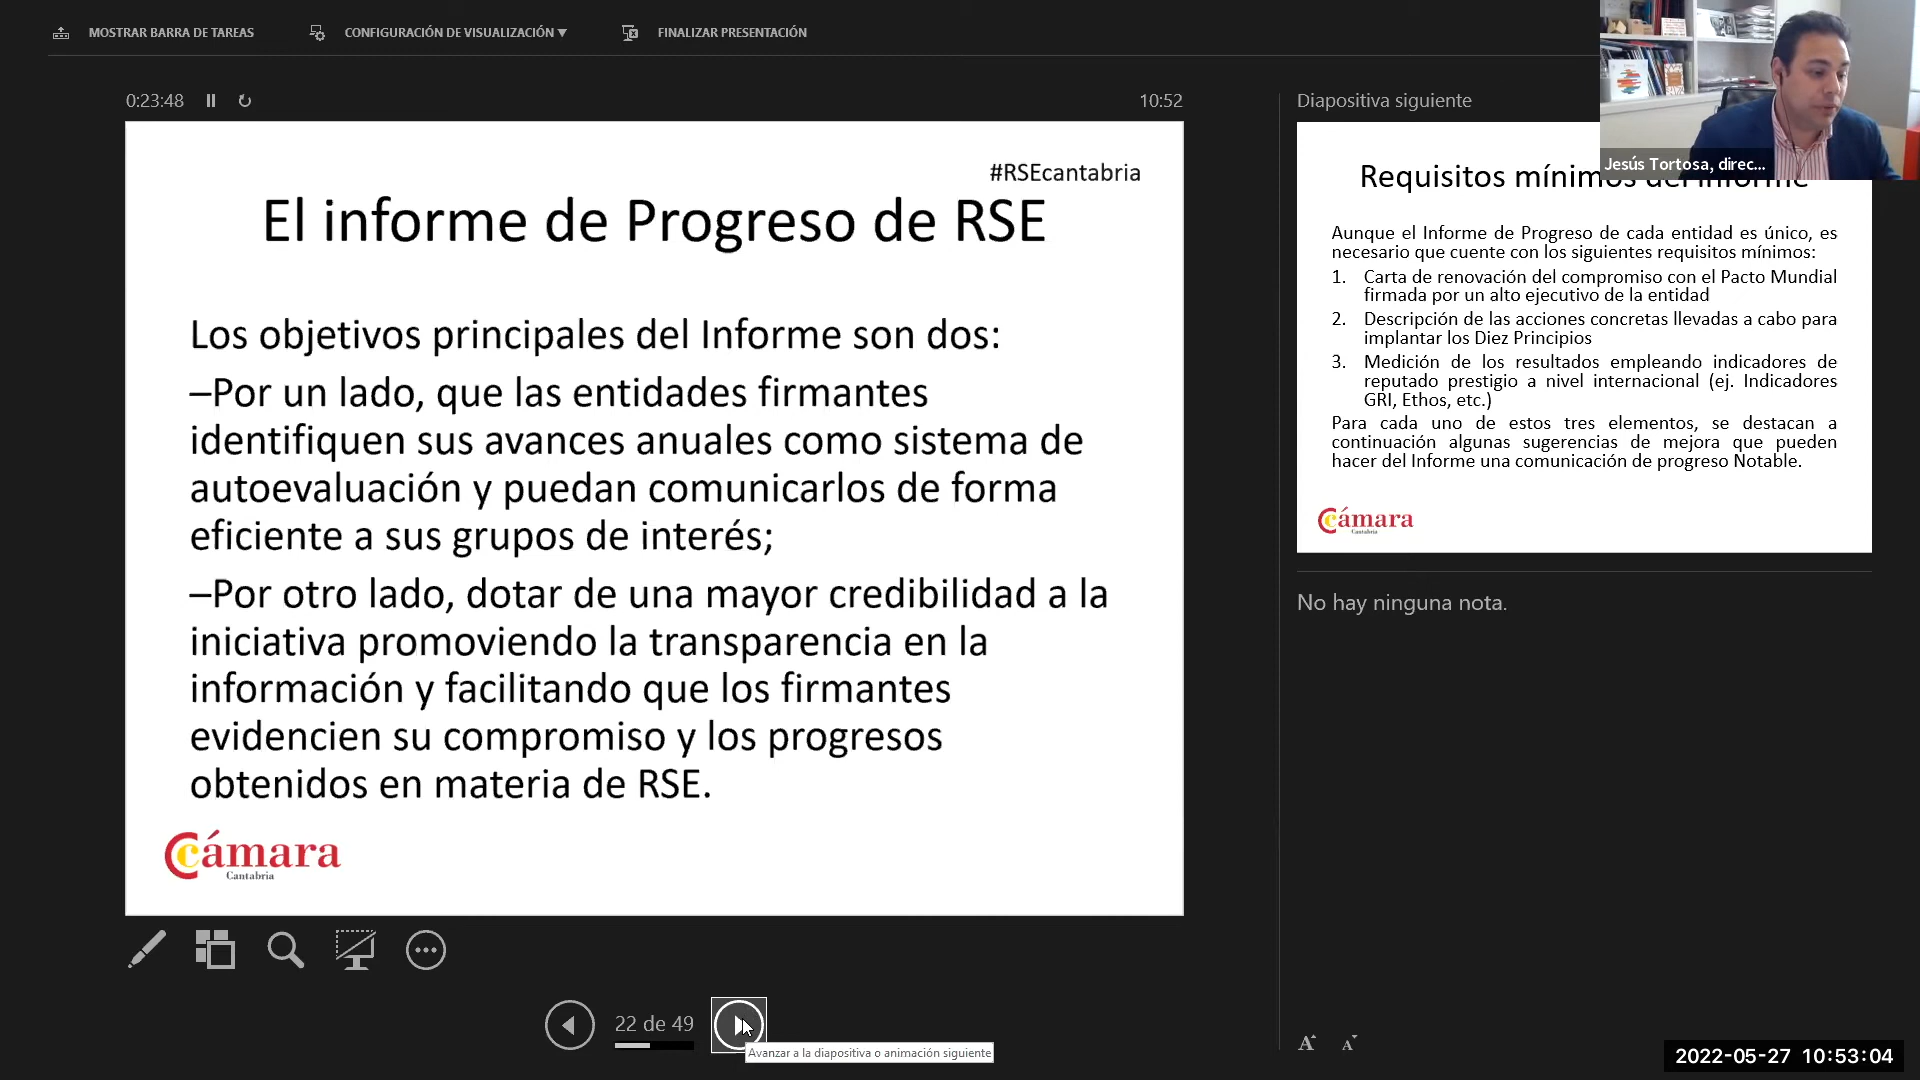 MOSTRAR BARRA DE TAREAS
CONFIGURACIÓN DE VISUALIZACIÓN ▼
FINALIZAR PRESENTACIÓN
0:23:48
10:52
#RSEcantabria
El informe de Progreso de RSE
Los objetivos principales del Informe son dos:
–Por un lado, que las entidades firmantes
identifiquen sus avances anuales como sistema de
autoevaluación y puedan comunicarlos de forma
eficiente a sus grupos de interés;
–Por otro lado, dotar de una mayor credibilidad a la
iniciativa promoviendo la transparencia en la
información y facilitando que los firmantes
evidencien su compromiso y los progresos
obtenidos en materia de RSE.
Cámara
Cantabria
22 de 49
Avanzar a la diapositiva o animación siguiente
Diapositiva siguiente
Jesús Tortosa, direc...
Requisitos mínimos del informe
Aunque el Informe de Progreso de cada entidad es único, es
necesario que cuente con los siguientes requisitos mínimos:
1. Carta de renovación del compromiso con el Pacto Mundial
firmada por un alto ejecutivo de la entidad
2. Descripción de las acciones concretas llevadas a cabo para
implantar los Diez Principios
3. Medición de los resultados empleando indicadores de
reputado prestigio a nivel internacional (ej. Indicadores
GRI, Ethos, etc.)
Para cada uno de estos tres elementos, se destacan a
continuación algunas sugerencias de mejora que pueden
hacer del Informe una comunicación de progreso Notable.
Cámara
Cantabria
No hay ninguna nota.
A A
2022-05-27 10:53:04